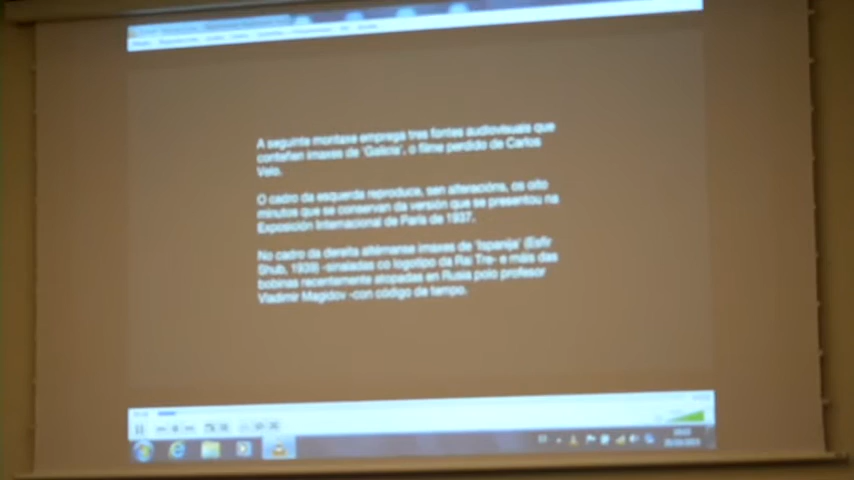 A seguinte montaxe emprega tres fontes audiovisuais que
conteñen imaxes de 'Galicia', o filme perdido de Carlos
Velo.
O cadro da esquerda reproduce, sen alteracións, os oito
minutos que se conservan da versión que se presentou na
Exposición Internacional de París de 1937.
No cadro da dereita altérnanse imaxes de 'Ispanija' (Esfir
Shub, 1939) -sinaladas co logotipo da Rai Tre- e máis das
bobinas recentemente atopadas en Rusia polo profesor
Vladimir Magidov -con código de tempo.